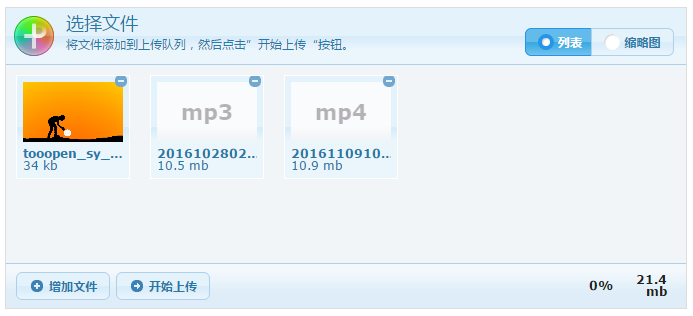 选择文件
将文件添加到上传队列，然后点击”开始上传“按钮。
列表 缩略图
mp3 mp4
tooopen_sy_... 2016102802... 2016110910...
34 kb 10.5 mb 10.9 mb
增加文件 开始上传 0% 21.4
mb